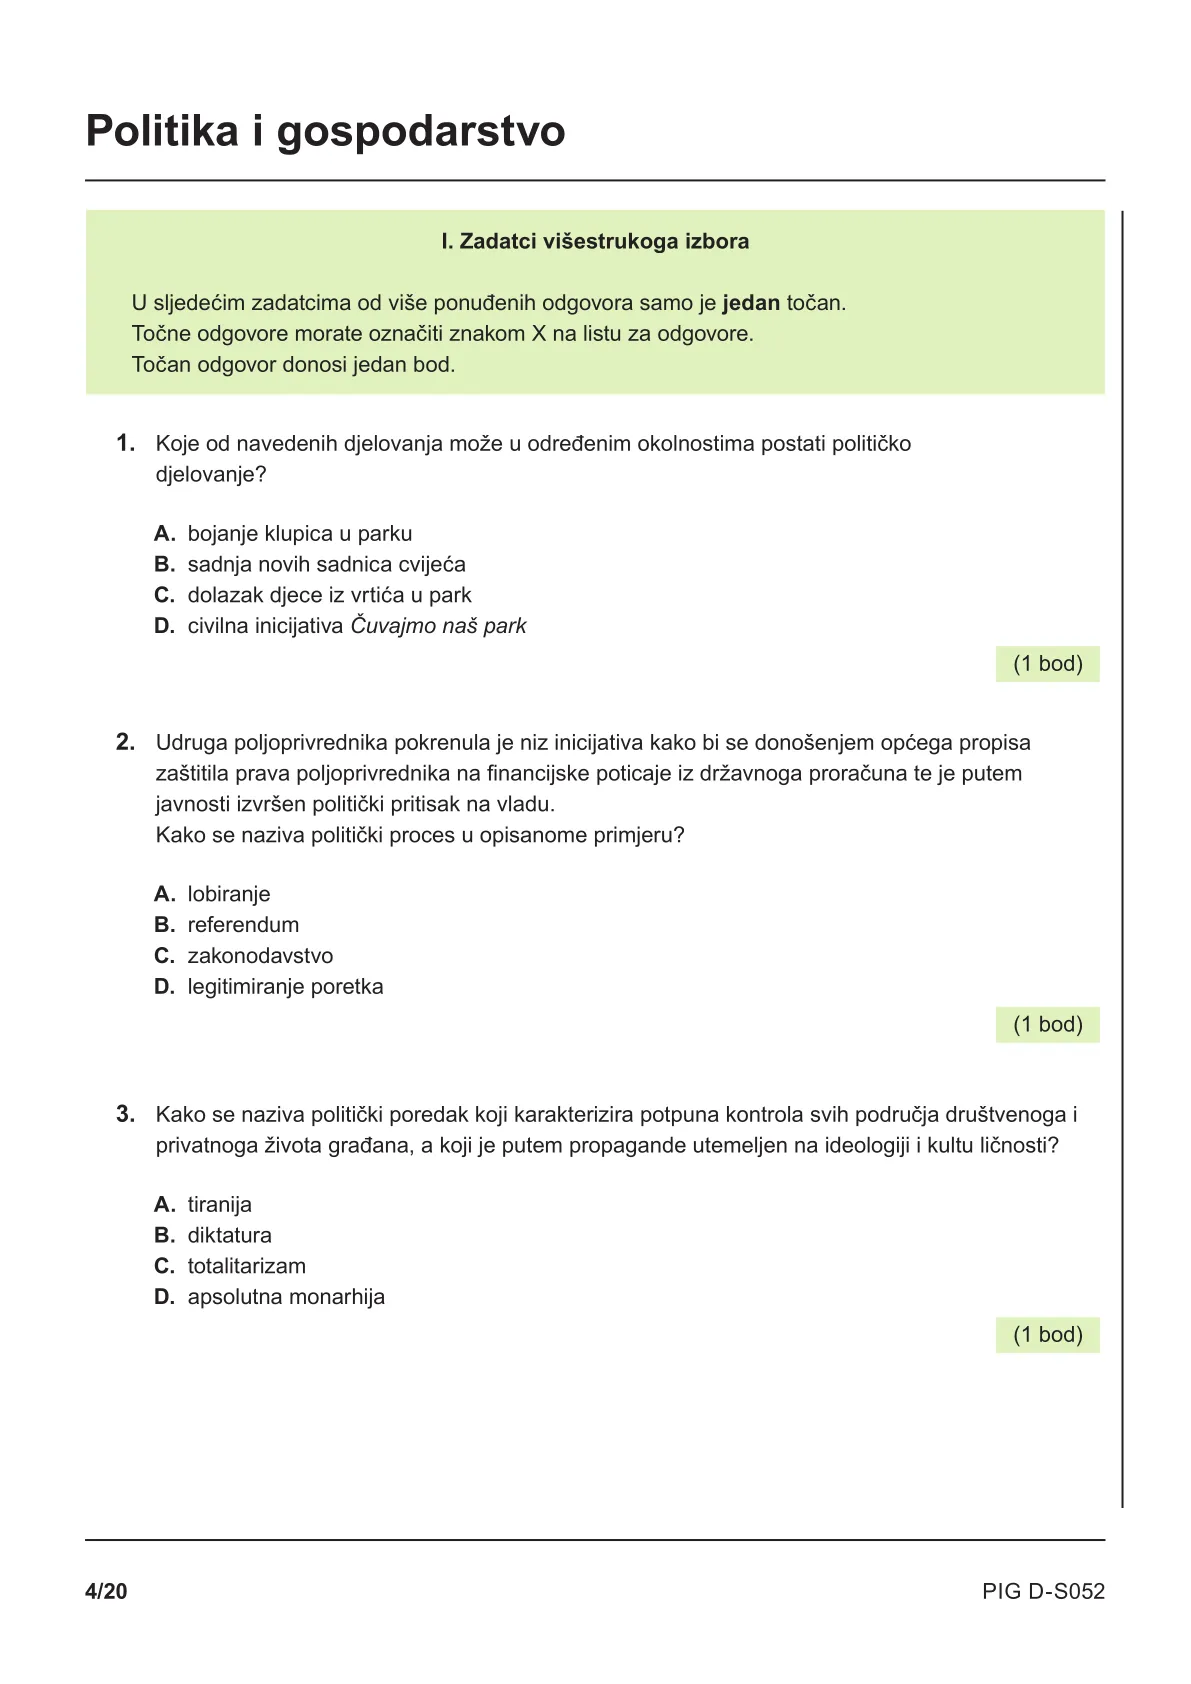 Politika i gospodarstvo
I. Zadatci višestrukoga izbora
U sljedećim zadatcima od više ponuđenih odgovora samo je jedan točan.
Točne odgovore morate označiti znakom X na listu za odgovore.
Točan odgovor donosi jedan bod.
1. Koje od navedenih djelovanja može u određenim okolnostima postati političko
djelovanje?
A. bojanje klupica u parku
B. sadnja novih sadnica cvijeća
C. dolazak djece iz vrtića u park
D. civilna inicijativa Čuvajmo naš park
(1 bod)
2. Udruga poljoprivrednika pokrenula je niz inicijativa kako bi se donošenjem općega propisa
zaštitila prava poljoprivrednika na financijske poticaje iz državnoga proračuna te je putem
javnosti izvršen politički pritisak na vladu.
Kako se naziva politički proces u opisanome primjeru?
A. lobiranje
B. referendum
C. zakonodavstvo
D. legitimiranje poretka
(1 bod)
3. Kako se naziva politički poredak koji karakterizira potpuna kontrola svih područja društvenoga i
privatnoga života građana, a koji je putem propagande utemeljen na ideologiji i kultu ličnosti?
A. tiranija
B. diktatura
C. totalitarizam
D. apsolutna monarhija
(1 bod)
4/20
PIG D-S052